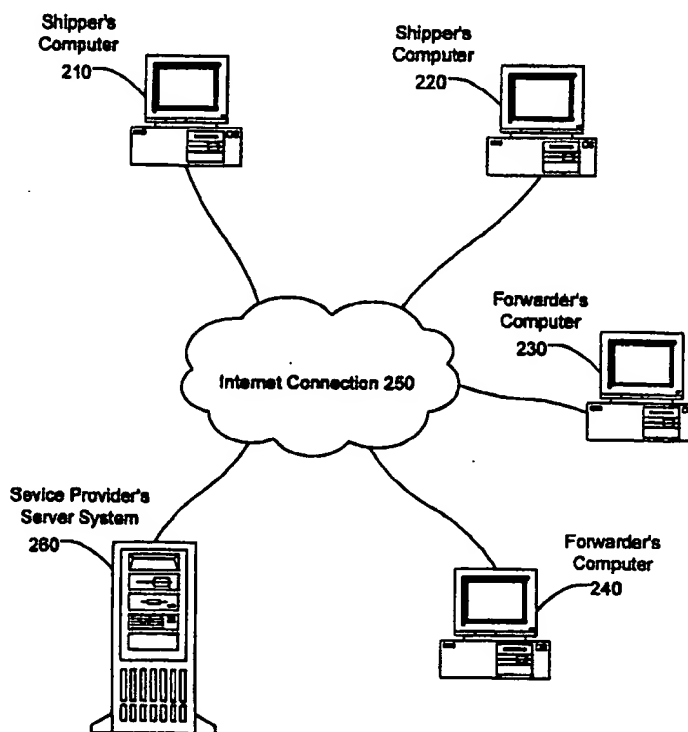 Shipper's
Computer
210
Shipper's
Computer
220
Forwarder's
Computer
230
Internet Connection 250
Sevice Provider's
Server System
260
Forwarder's
Computer
240